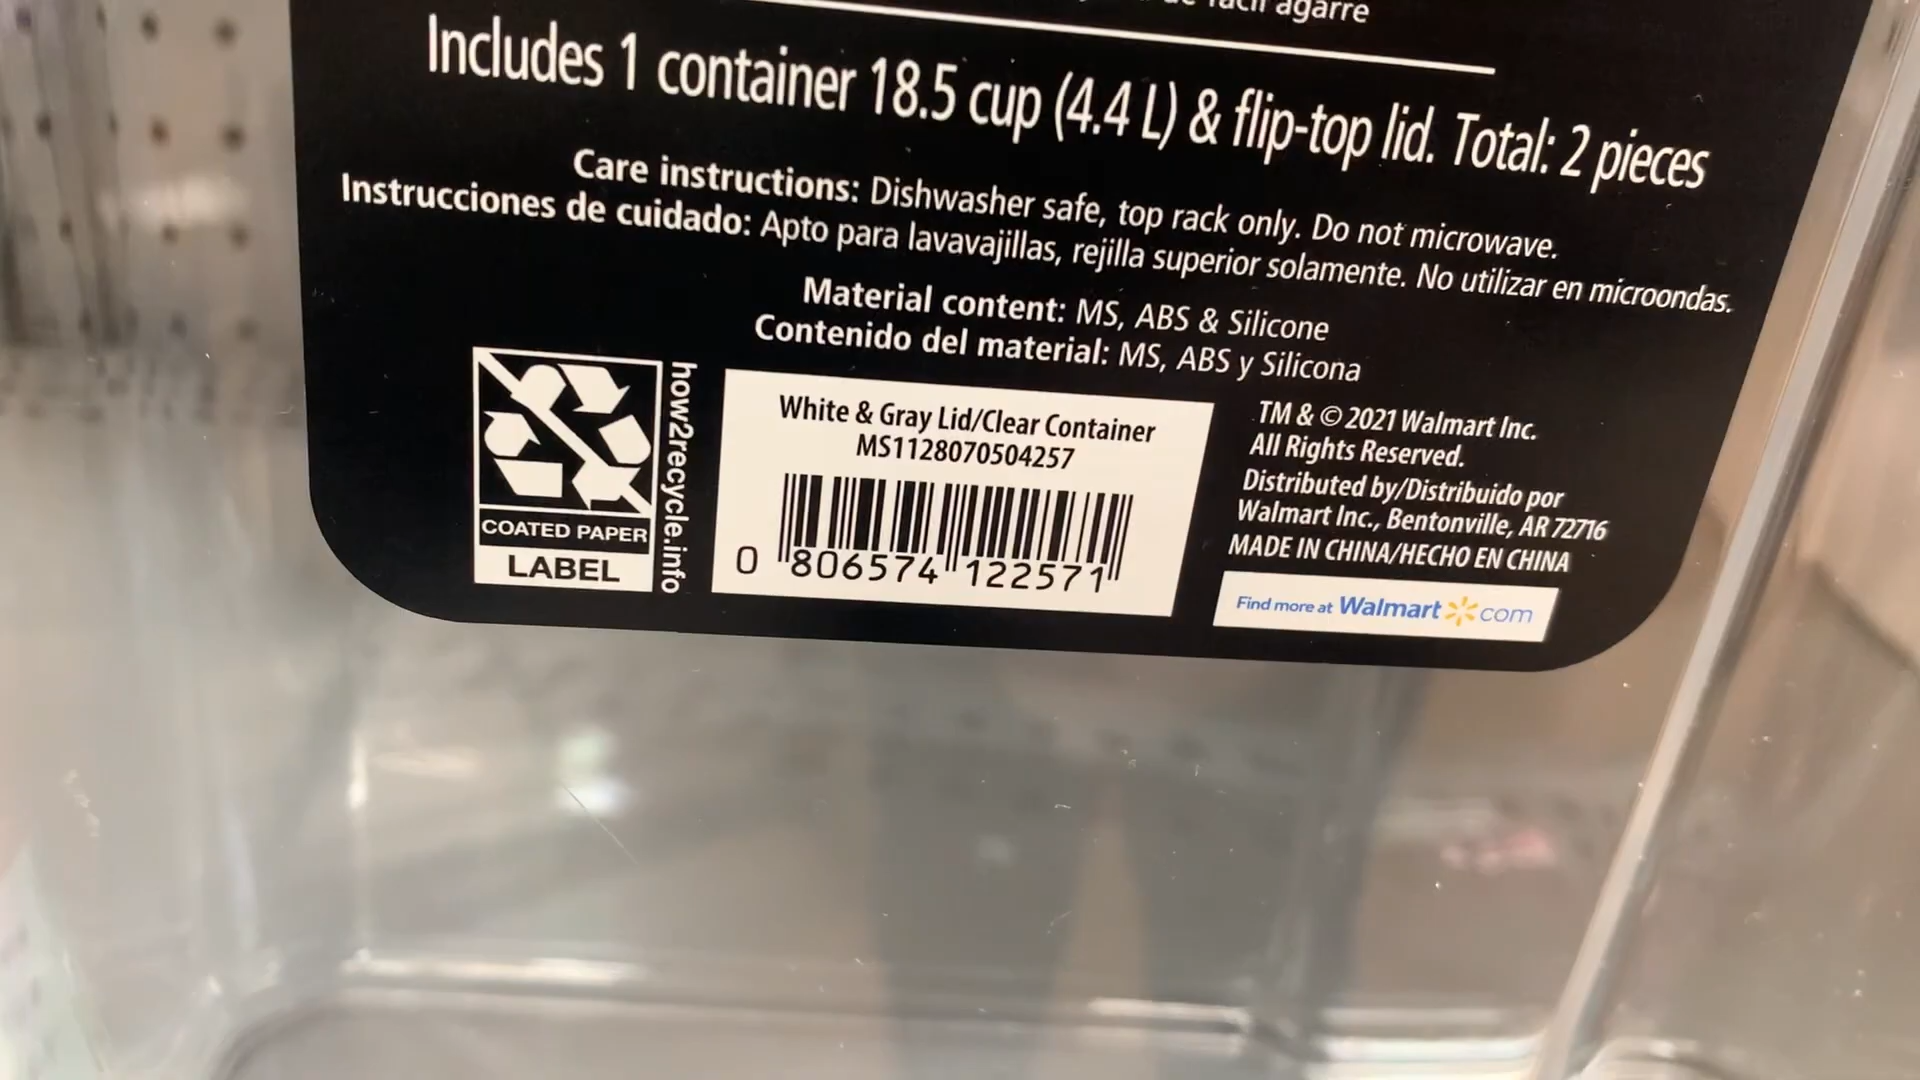 de fácil agarre
Includes 1 container 18.5 cup (4.4 L) & flip-top lid. Total: 2 pieces
Care instructions: Dishwasher safe, top rack only. Do not microwave.
Instrucciones de cuidado: Apto para lavavajillas, rejilla superior solamente. No utilizar en microondas.
Material content: MS, ABS & Silicone
Contenido del material: MS, ABS y Silicona
how2recycle.info
COATED PAPER
LABEL
White & Gray Lid/Clear Container
MS1128070504257
0 806574 122571
TM & © 2021 Walmart Inc.
All Rights Reserved.
Distributed by/Distribuido por
Walmart Inc., Bentonville, AR 72716
MADE IN CHINA/HECHO EN CHINA
Find more at Walmart com